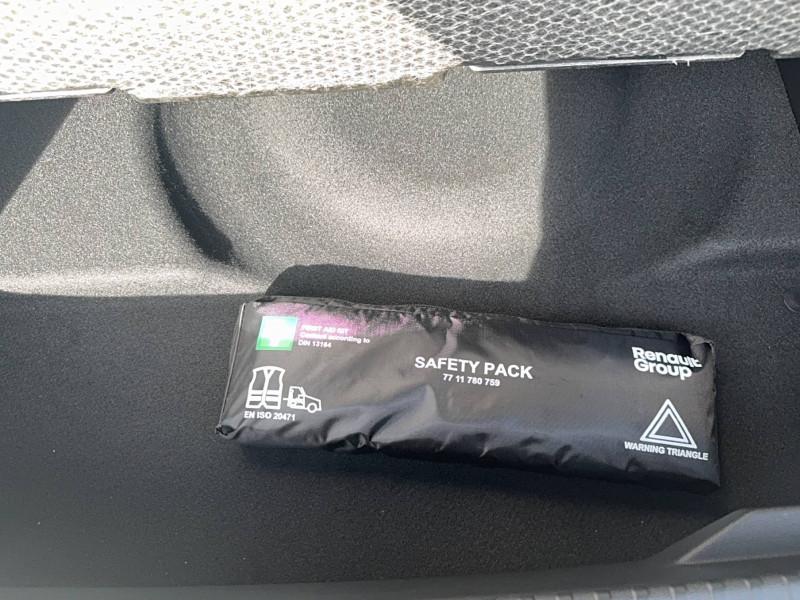 FIRST AID KIT
Content according to
DIN 13164
SAFETY PACK
77 11 780 759
Renault
Group
EN ISO 20471
WARNING TRIANGLE